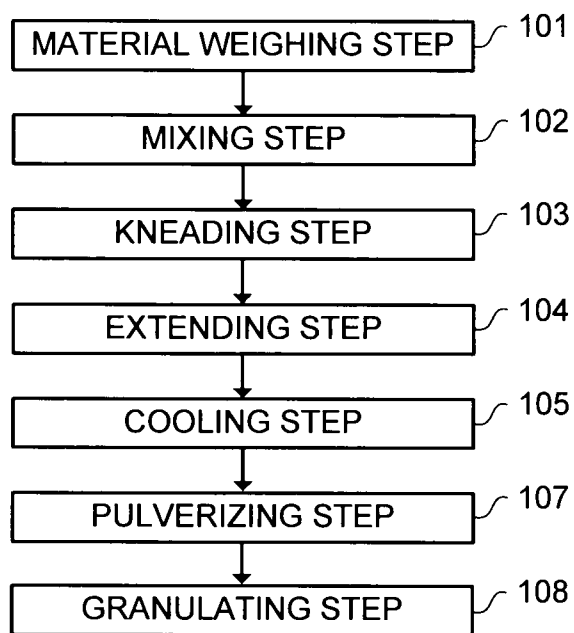 MATERIAL WEIGHING STEP 101
MIXING STEP 102
KNEADING STEP 103
EXTENDING STEP 104
COOLING STEP 105
PULVERIZING STEP 107
GRANULATING STEP 108